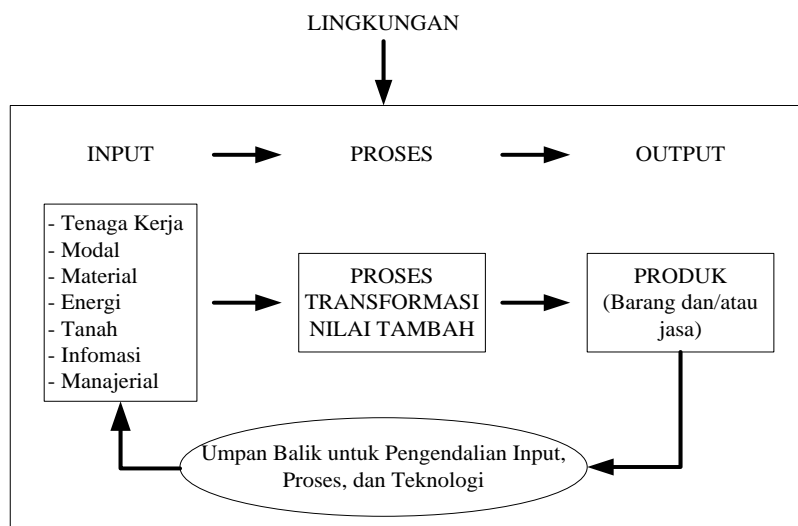 LINGKUNGAN
INPUT
PROSES
OUTPUT
- Tenaga Kerja
- Modal
- Material
- Energi
- Tanah
- Infomasi
- Manajerial
PROSES
TRANSFORMASI
NILAI TAMBAH
PRODUK
(Barang dan/atau
jasa)
Umpan Balik untuk Pengendalian Input,
Proses, dan Teknologi